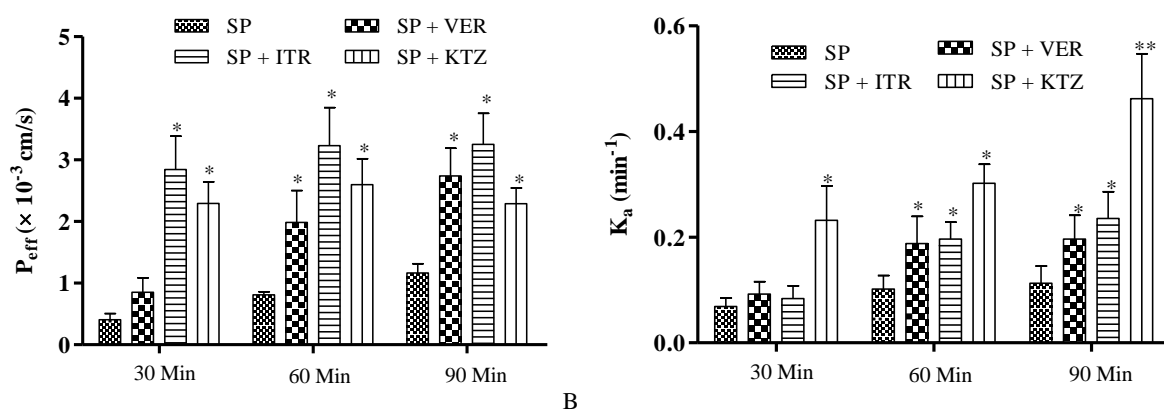 SP
SP + VER
SP + ITR
SP + KTZ
P_eff (× 10⁻³ cm/s)
5
4
3
2
1
0
*
*
*
*
*
*
*
30 Min
60 Min
90 Min
SP
SP + VER
SP + ITR
SP + KTZ
K_a (min⁻¹)
0.6
0.4
0.2
0.0
*
*
*
*
*
*
**
30 Min
60 Min
90 Min
B